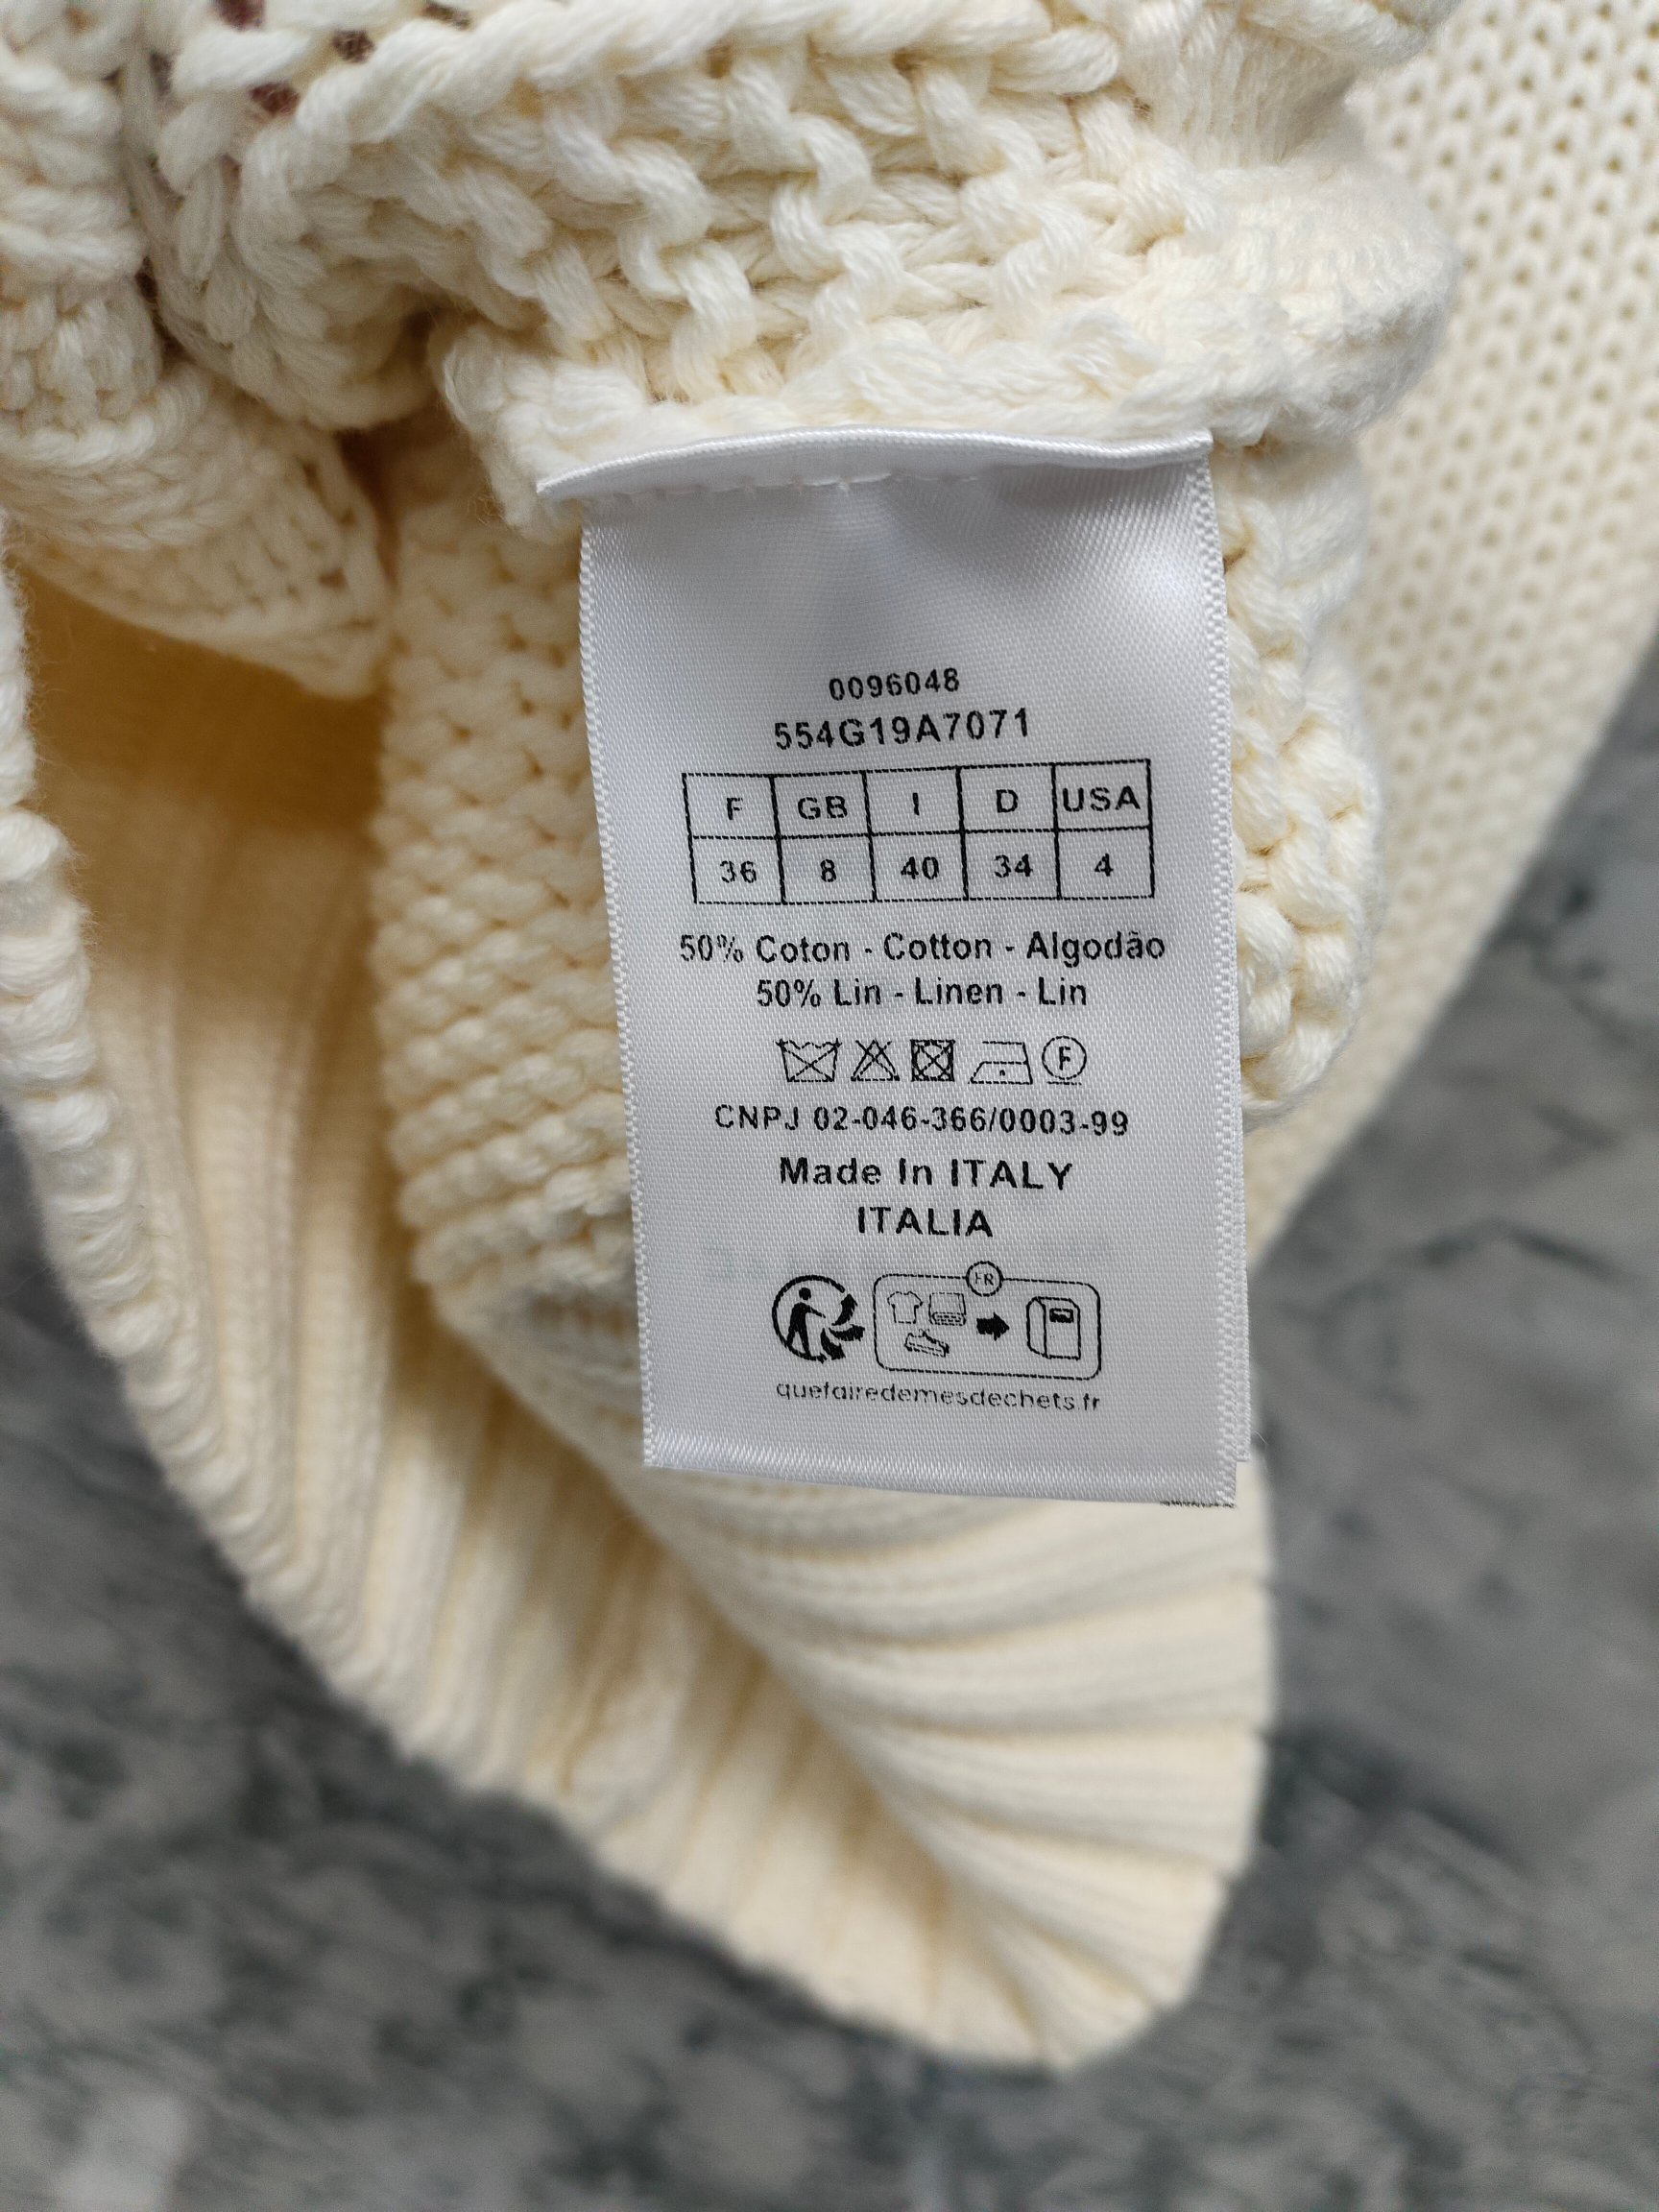 0096048
554G19A7071
F GB I D USA
36 8 40 34 4
50% Coton - Cotton - Algodão
50% Lin - Linen - Lin
F
CNPJ 02-046-366/0003-99
Made In ITALY
ITALIA
FR
quefairedemesdechets.fr